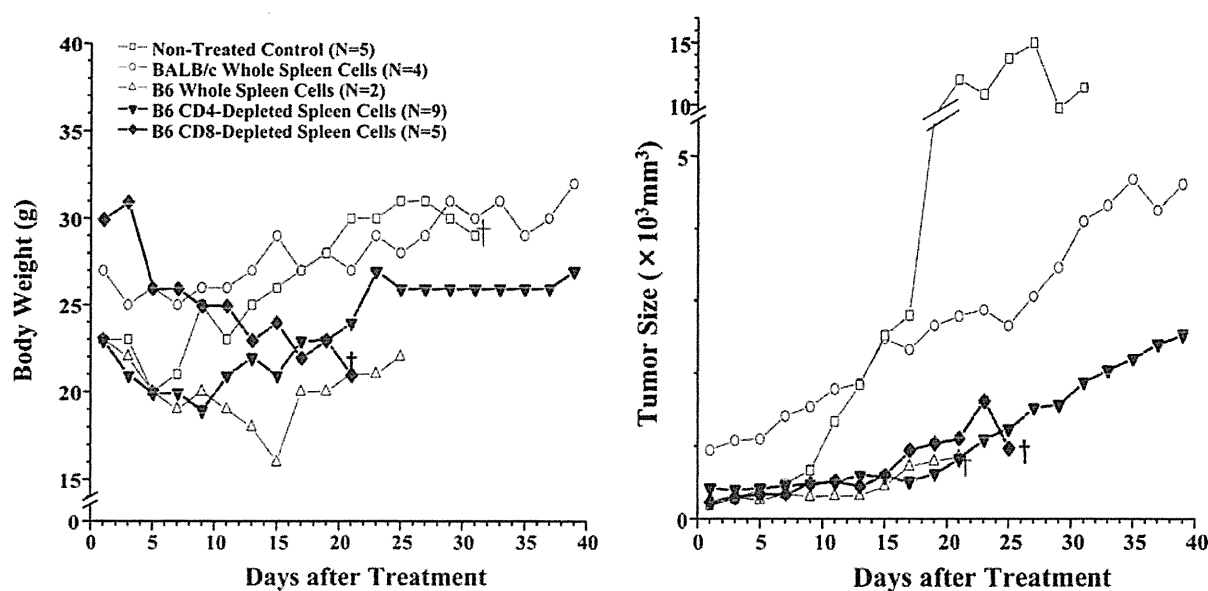 40
35
30
25
20
15
0
Body Weight (g)
Non-Treated Control (N=5)
BALB/c Whole Spleen Cells (N=4)
B6 Whole Spleen Cells (N=2)
B6 CD4-Depleted Spleen Cells (N=9)
B6 CD8-Depleted Spleen Cells (N=5)
†
†
0 5 10 15 20 25 30 35 40
Days after Treatment
15
10
5
0
Tumor Size (×10³mm³)
†
†
0 5 10 15 20 25 30 35 40
Days after Treatment